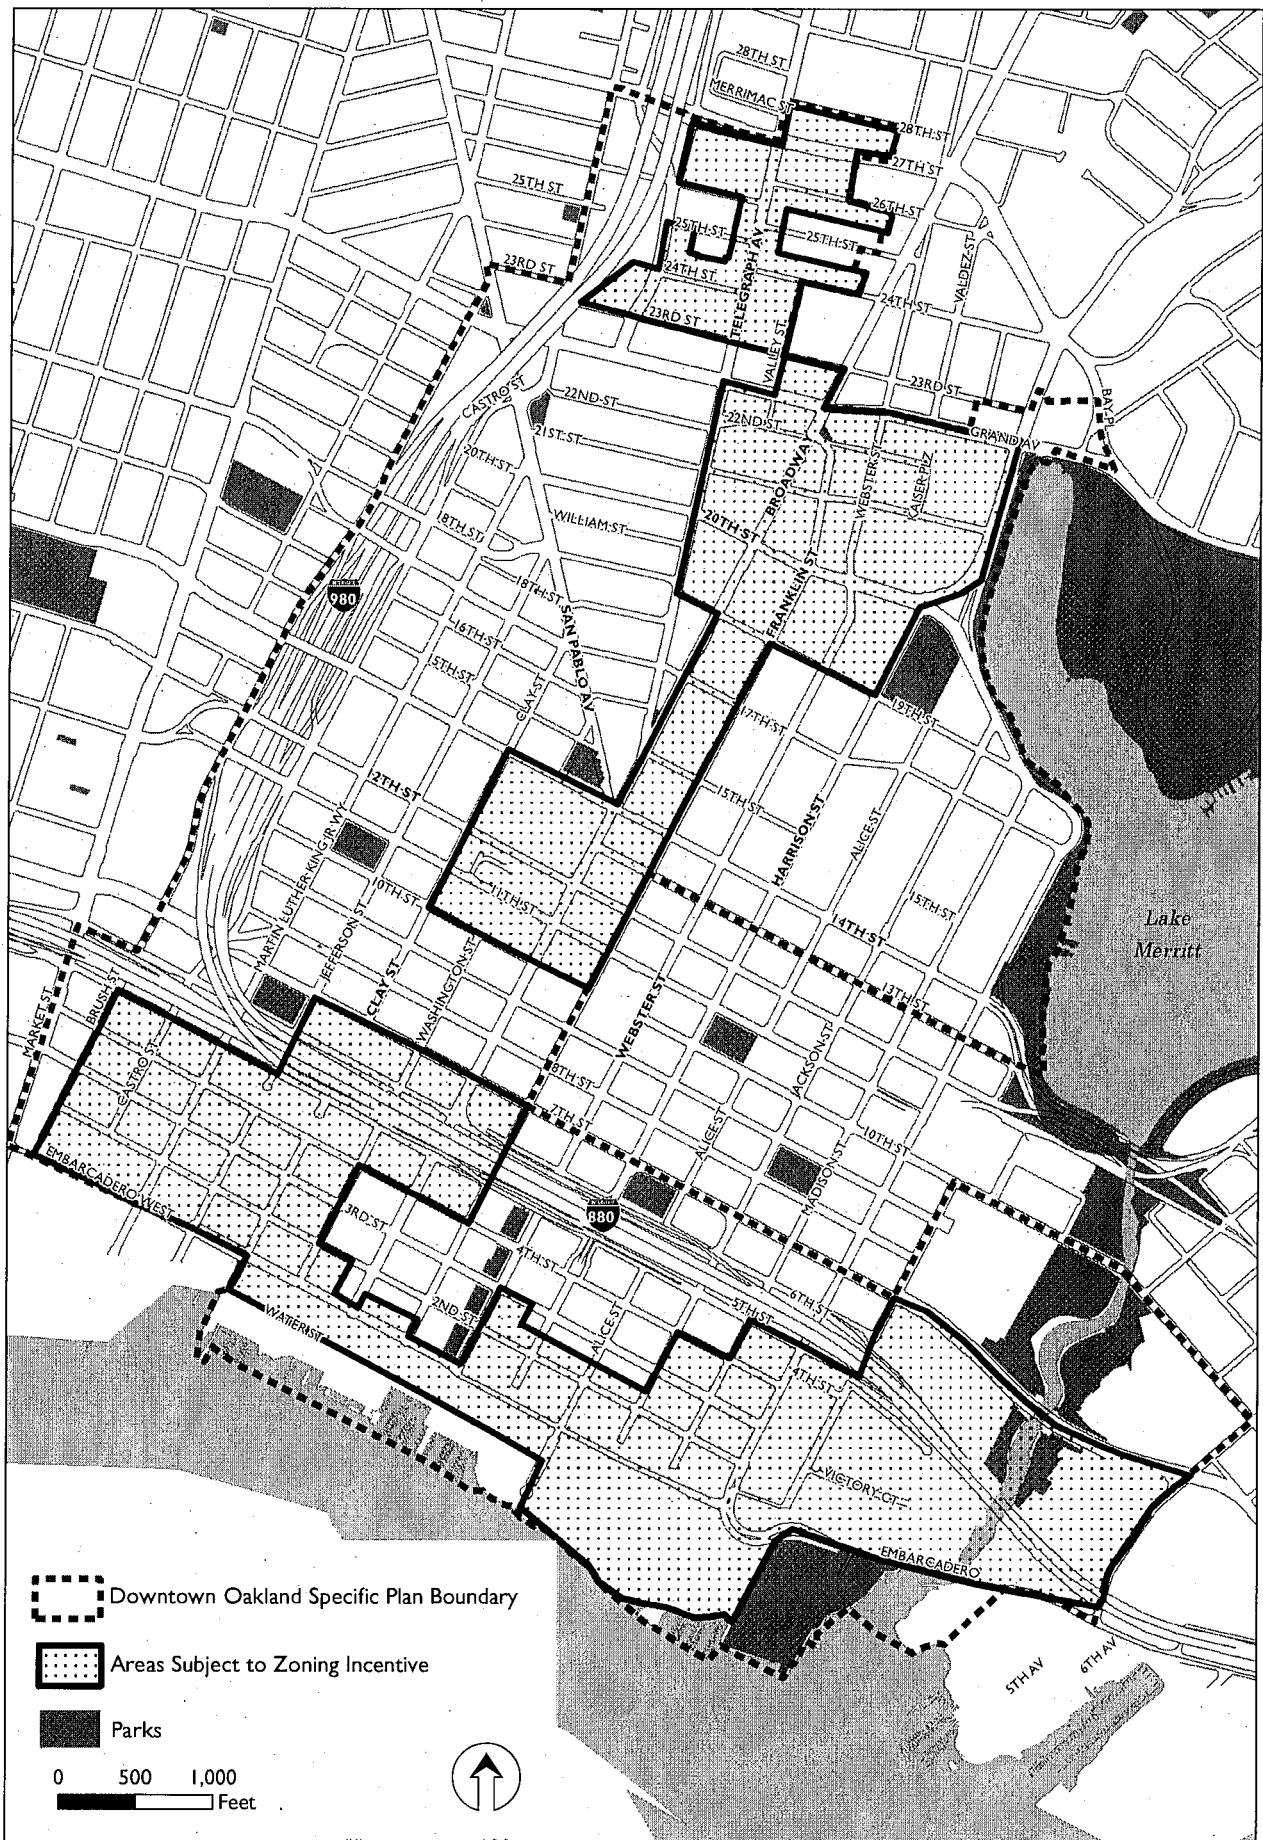 28TH ST
MERRIMAC ST
28TH ST
27TH ST
25TH ST
26TH ST
25TH ST
25TH ST
VALDEZ ST
23RD ST
24TH ST
TELEGRAPH AV
24TH ST
23RD ST
VALLEY ST
CASTRO ST
22ND ST
23RD ST
BAY PL
22ND ST
GRAND AV
21ST ST
20TH ST
BROADWAY
WEBSTER ST
KAISER PLZ
18TH ST
WILLIAM ST
20TH ST
INTERSTATE
980
18TH ST
FRANKLIN ST
16TH ST
SAN PABLO AV
15TH ST
CLAY ST
19TH ST
17TH ST
12TH ST
15TH ST
HARRISON ST
ALICE ST
MARTIN LUTHER KING JR WY
10TH ST
11TH ST
15TH ST
14TH ST
Lake
Merritt
JEFFERSON ST
CLAY ST
WASHINGTON ST
13TH ST
MARKET ST
BRUSH ST
WEBSTER ST
CASTRO ST
8TH ST
JACKSON ST
7TH ST
ALICE ST
10TH ST
MADISON ST
EMBARCADERO WEST
3RD ST
INTERSTATE
880
4TH ST
6TH ST
2ND ST
5TH ST
WATER ST
ALICE ST
4TH ST
VICTORY CT
EMBARCADERO
Downtown Oakland Specific Plan Boundary
Areas Subject to Zoning Incentive
5TH AV
6TH AV
Parks
0 500 1,000
Feet